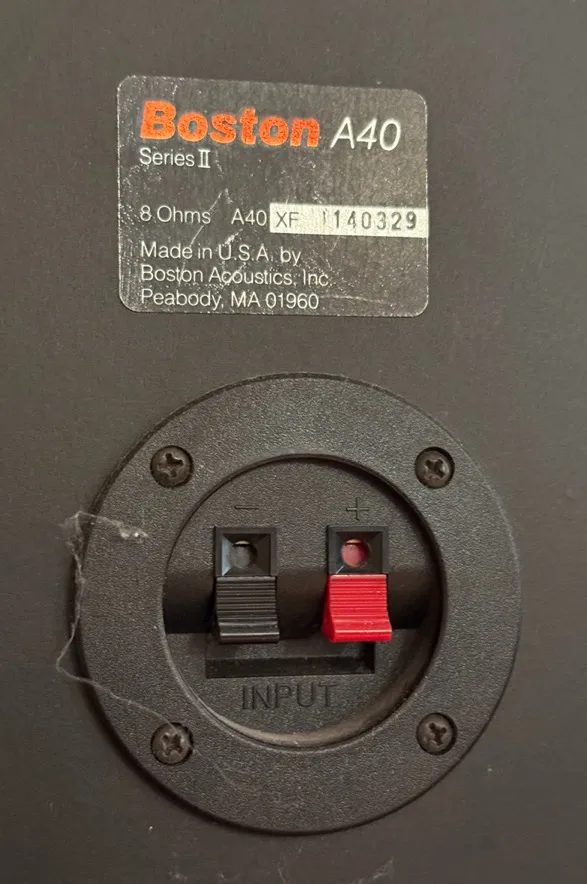 Boston A40
Series II
8 Ohms A40 XF 1140329
Made in U.S.A. by
Boston Acoustics, Inc.
Peabody, MA 01960
- +
INPUT